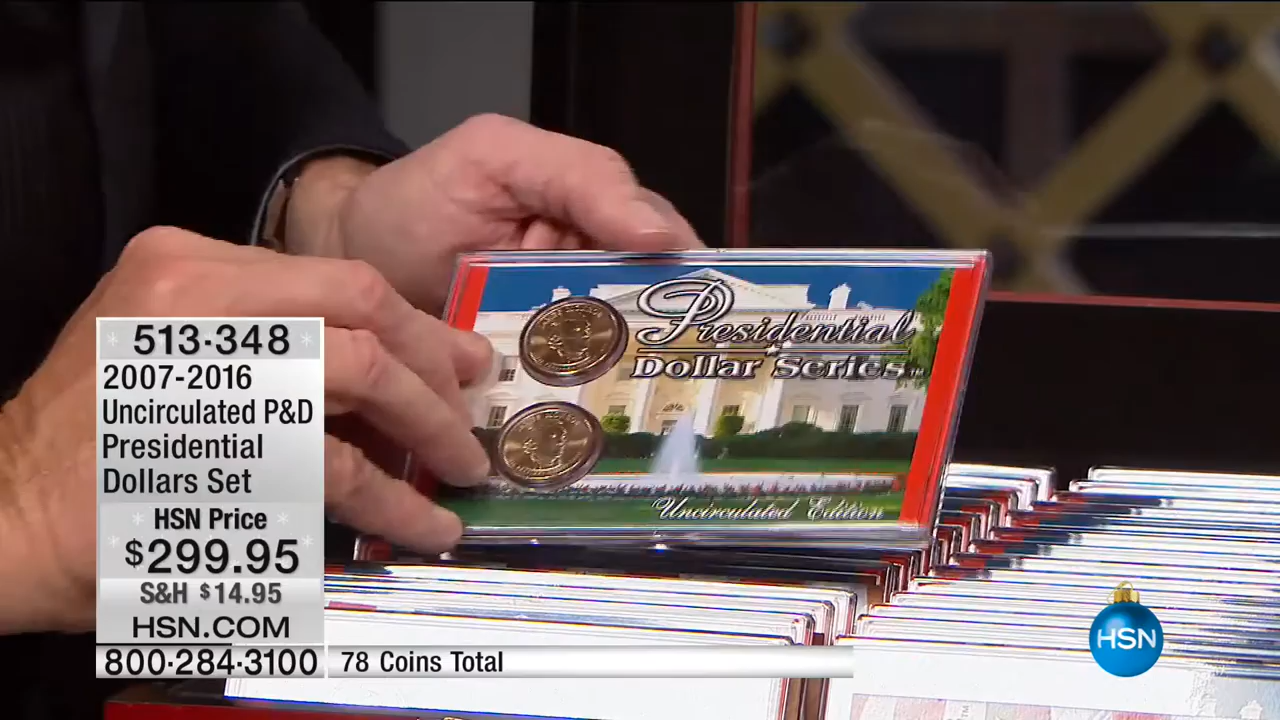 513-348
2007-2016
Uncirculated P&D
Presidential
Dollars Set
HSN Price
$299.95
S&H $14.95
HSN.COM
800-284-3100
78 Coins Total
Presidential
Dollar Series
Uncirculated Edition
HSN